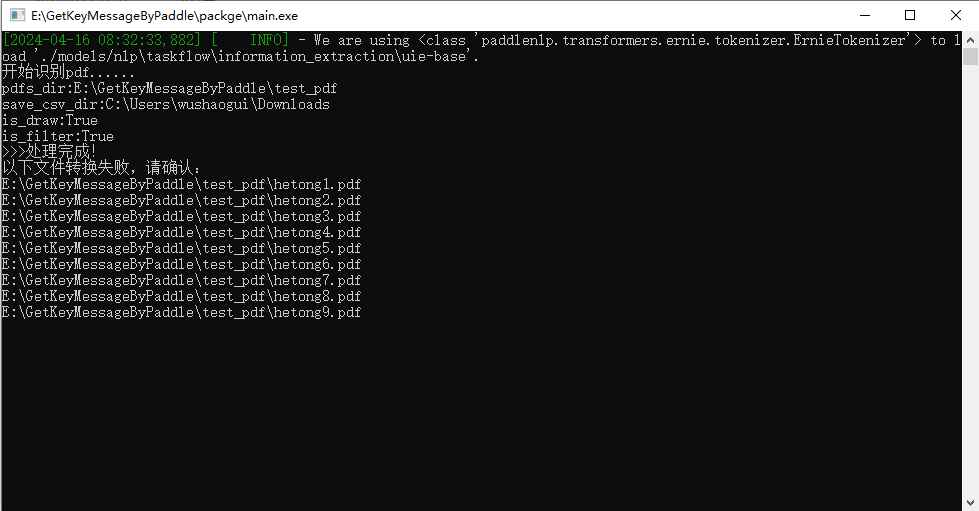 E:\GetKeyMessageByPaddle\packge\main.exe
[2024-04-16 08:32:33,882] [    INFO] - We are using <class 'paddlenlp.transformers.ernie.tokenizer.ErnieTokenizer'> to l
oad './models/nlp\taskflow\information_extraction\uie-base'.
开始识别pdf......
pdfs_dir:E:\GetKeyMessageByPaddle\test_pdf
save_csv_dir:C:\Users\wushaogui\Downloads
is_draw:True
is_filter:True
>>>处理完成!
以下文件转换失败，请确认：
E:\GetKeyMessageByPaddle\test_pdf\hetong1.pdf
E:\GetKeyMessageByPaddle\test_pdf\hetong2.pdf
E:\GetKeyMessageByPaddle\test_pdf\hetong3.pdf
E:\GetKeyMessageByPaddle\test_pdf\hetong4.pdf
E:\GetKeyMessageByPaddle\test_pdf\hetong5.pdf
E:\GetKeyMessageByPaddle\test_pdf\hetong6.pdf
E:\GetKeyMessageByPaddle\test_pdf\hetong7.pdf
E:\GetKeyMessageByPaddle\test_pdf\hetong8.pdf
E:\GetKeyMessageByPaddle\test_pdf\hetong9.pdf